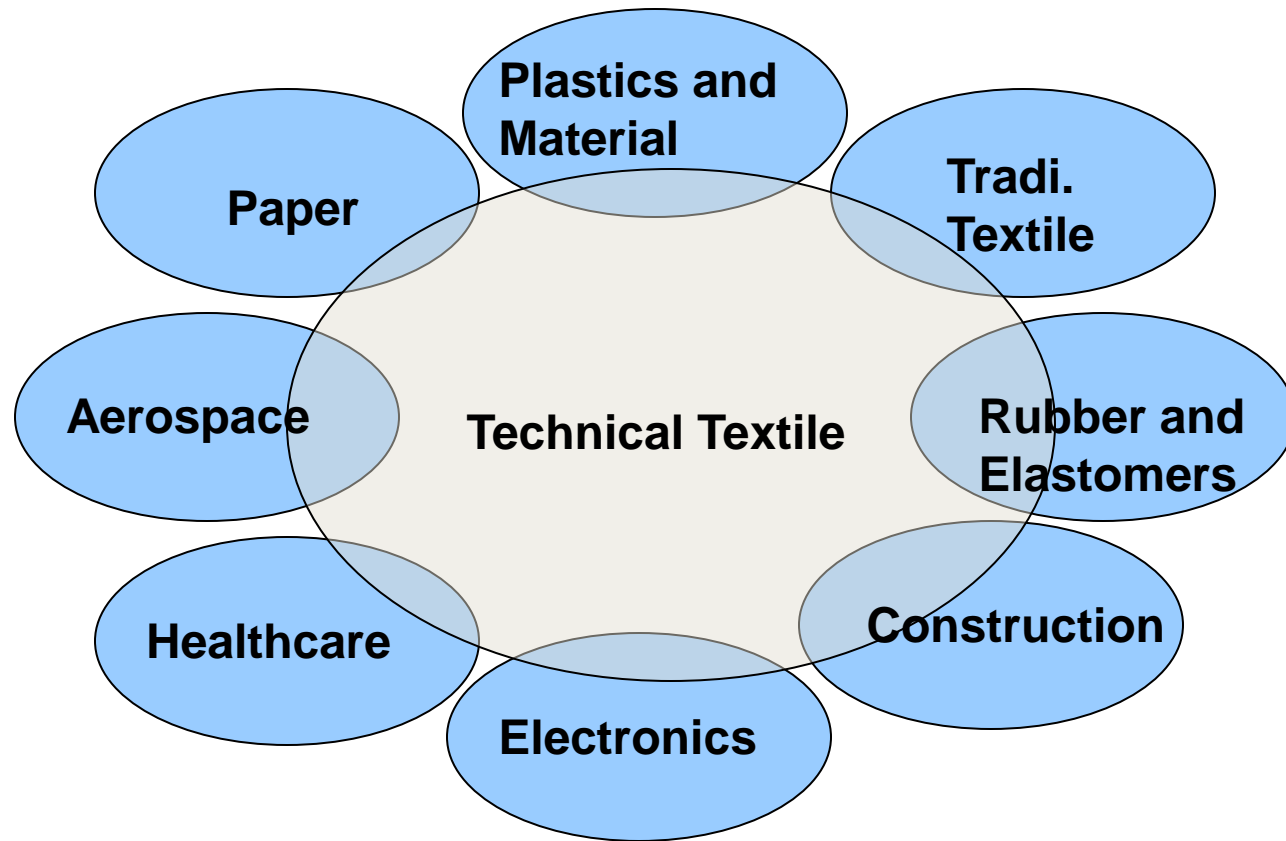 Plastics and
Material
Tradi.
Textile
Paper
Aerospace
Technical Textile
Rubber and
Elastomers
Healthcare
Construction
Electronics